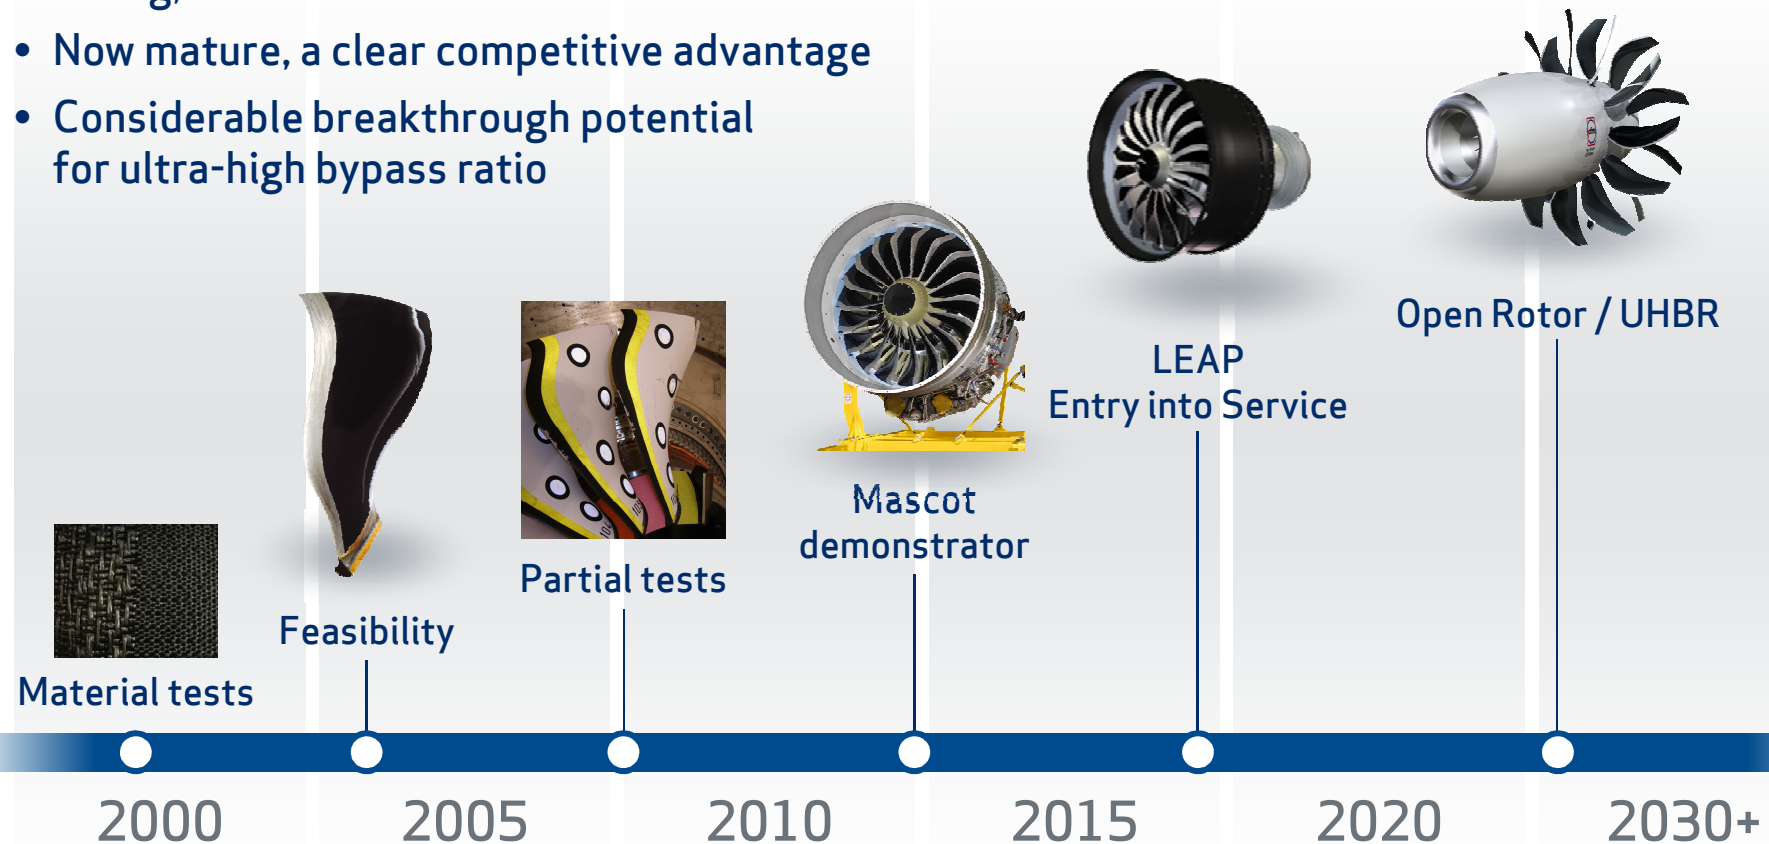 • Now mature, a clear competitive advantage
• Considerable breakthrough potential
for ultra-high bypass ratio
Open Rotor / UHBR
LEAP
Entry into Service
Mascot
demonstrator
Partial tests
Feasibility
Material tests
2000 2005 2010 2015 2020 2030+